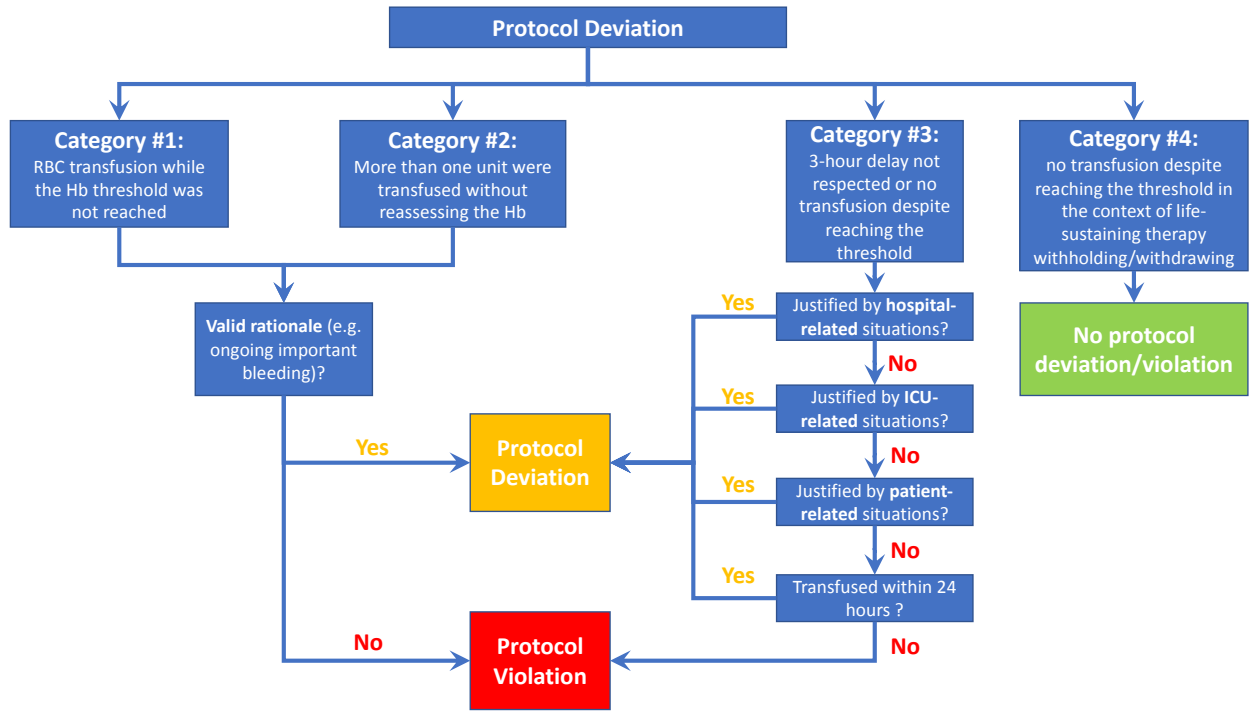 Protocol Deviation
Category #1:
RBC transfusion while
the Hb threshold was
not reached
Category #2:
More than one unit were
transfused without
reassessing the Hb
Category #3:
3-hour delay not
respected or no
transfusion despite
reaching the
threshold
Category #4:
no transfusion despite
reaching the threshold in
the context of life-
sustaining therapy
withholding/withdrawing
Valid rationale (e.g.
ongoing important
bleeding)?
Yes
Justified by hospital-
related situations?
No protocol
deviation/violation
No
Yes
Justified by ICU-
related situations?
Yes
Protocol
Deviation
No
Yes
Justified by patient-
related situations?
No
Yes
Transfused within 24
hours ?
No
Protocol
Violation
No